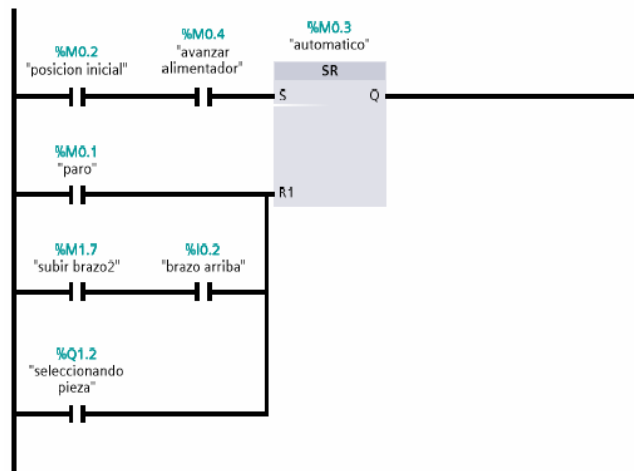 %M0.2
"posicion inicial"
%M0.4
"avanzar
alimentador"
%M0.3
"automatico"
SR
S
Q
%M0.1
"paro"
R1
%M1.7
"subir brazo2"
%I0.2
"brazo arriba"
%Q1.2
"seleccionando
pieza"